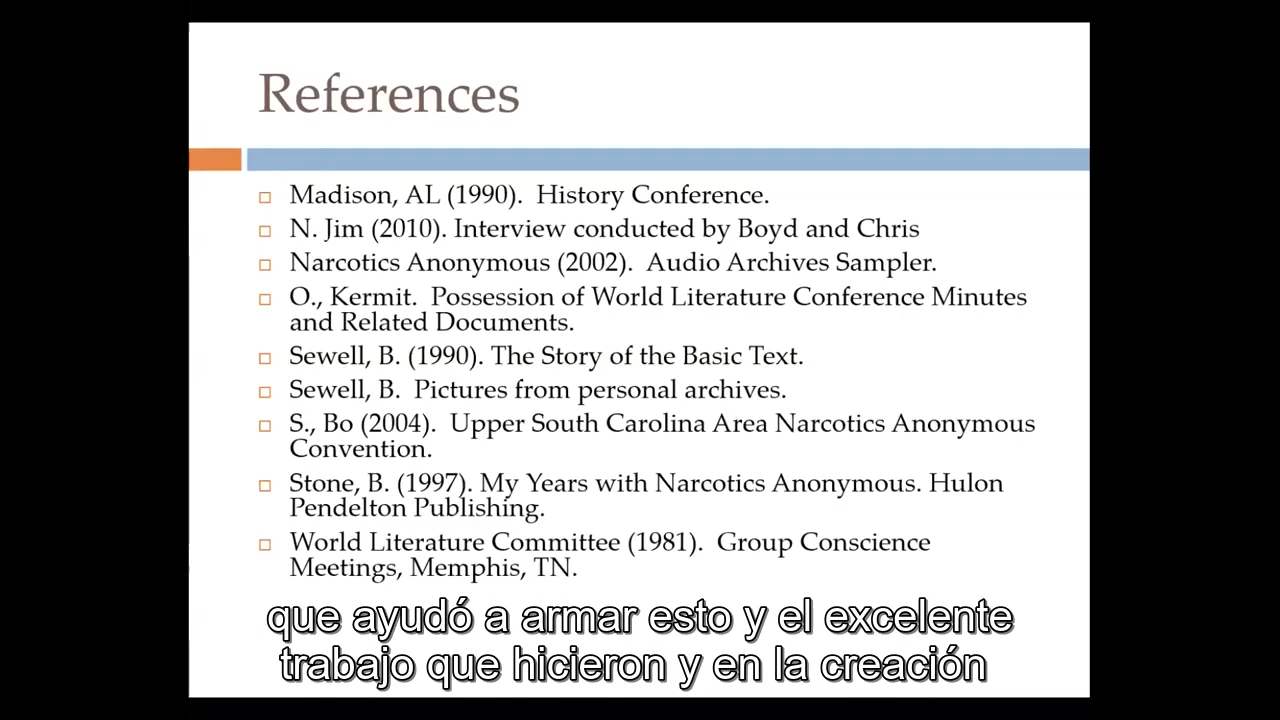 References
Madison, AL (1990).  History Conference.
N. Jim (2010). Interview conducted by Boyd and Chris
Narcotics Anonymous (2002).  Audio Archives Sampler.
O., Kermit.  Possession of World Literature Conference Minutes
and Related Documents.
Sewell, B. (1990). The Story of the Basic Text.
Sewell, B.  Pictures from personal archives.
S., Bo (2004).  Upper South Carolina Area Narcotics Anonymous
Convention.
Stone, B. (1997). My Years with Narcotics Anonymous. Hulon
Pendelton Publishing.
World Literature Committee (1981).  Group Conscience
Meetings, Memphis, TN.
que ayudó a armar esto y el excelente
trabajo que hicieron y en la creación